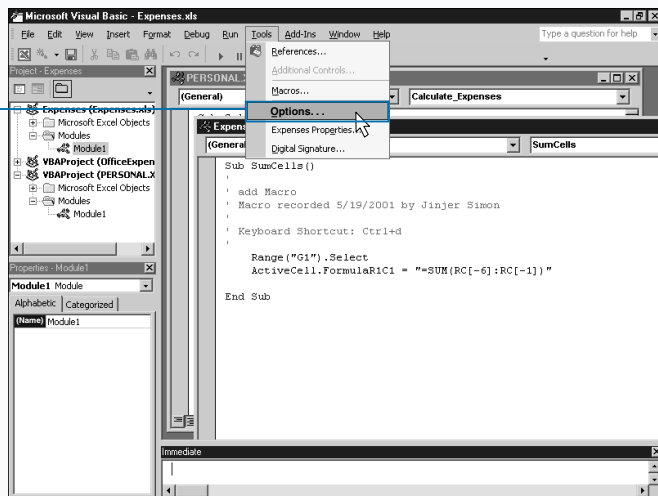 Microsoft Visual Basic - Expenses.xls
File Edit View Insert Format Debug Run Tools Add-Ins Window Help
Type a question for help
References...
Additional Controls...
Macros...
Options...
Expenses Properties...
Digital Signature...
Project - Expenses
Expenses (Expenses.xls)
Microsoft Excel Objects
Modules
Module1
VBAProject (OfficeExpen
VBAProject (PERSONAL.X
Microsoft Excel Objects
Modules
Module1
PERSONAL.
(General)
Calculate_Expenses
Expens
(General
SumCells
Sub SumCells()
'
' add Macro
' Macro recorded 5/19/2001 by Jinjer Simon
'
' Keyboard Shortcut: Ctrl+d
'
Range("G1").Select
ActiveCell.FormulaR1C1 = "=SUM(RC[-6]:RC[-1])"
End Sub
Properties - Module1
Module1 Module
Alphabetic Categorized
(Name) Module1
Immediate